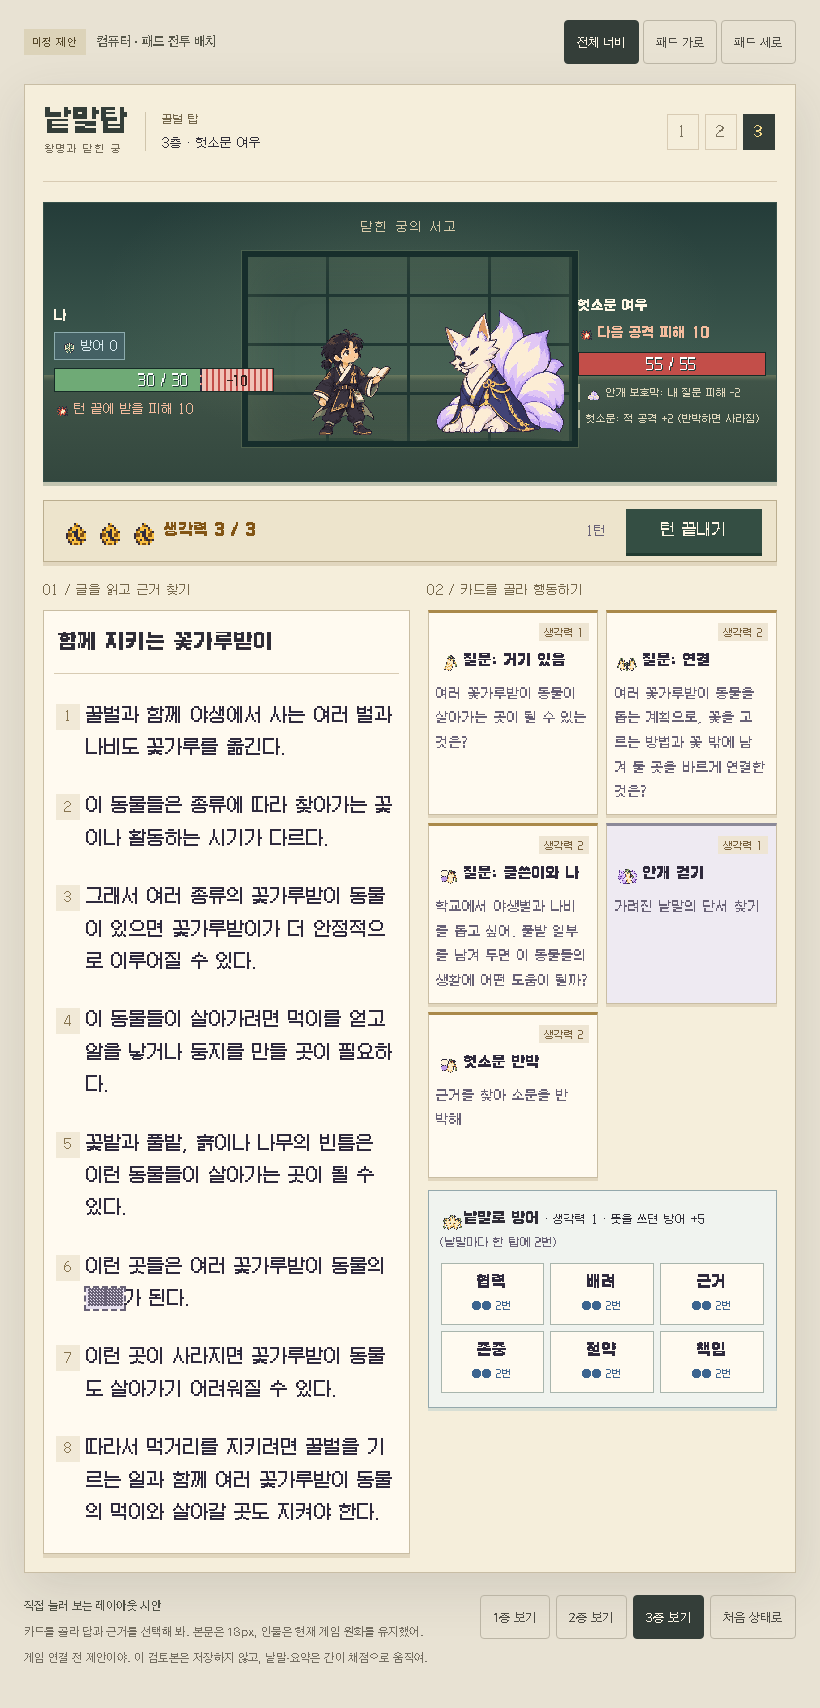 미정 제안
컴퓨터 · 패드 전투 배치
전체 너비
패드 가로
패드 세로
낱말탑
왕명과 닫힌 궁
꿀벌 탑
3층 · 헛소문 여우
1
2
3
닫힌 궁의 서고
나
방어 0
30 / 30
-10
턴 끝에 받을 피해 10
헛소문 여우
다음 공격 피해 10
55 / 55
안개 보호막: 내 질문 피해 -2
헛소문: 적 공격 +2 (반박하면 사라짐)
생각력 3 / 3
1턴
턴 끝내기
01 / 글을 읽고 근거 찾기
함께 지키는 꽃가루받이
1 꿀벌과 함께 야생에서 사는 여러 벌과
나비도 꽃가루를 옮긴다.
2 이 동물들은 종류에 따라 찾아가는 꽃
이나 활동하는 시기가 다르다.
3 그래서 여러 종류의 꽃가루받이 동물
이 있으면 꽃가루받이가 더 안정적으
로 이루어질 수 있다.
4 이 동물들이 살아가려면 먹이를 얻고
알을 낳거나 둥지를 만들 곳이 필요하
다.
5 꽃밭과 풀밭, 흙이나 나무의 빈틈은
이런 동물들이 살아가는 곳이 될 수
있다.
6 이런 곳들은 여러 꽃가루받이 동물의
가 된다.
7 이런 곳이 사라지면 꽃가루받이 동물
도 살아가기 어려워질 수 있다.
8 따라서 먹거리를 지키려면 꿀벌을 기
르는 일과 함께 여러 꽃가루받이 동물
의 먹이와 살아갈 곳도 지켜야 한다.
02 / 카드를 골라 행동하기
생각력 1
질문: 거기 있음
여러 꽃가루받이 동물이
살아가는 곳이 될 수 있는
것은?
생각력 2
질문: 연결
여러 꽃가루받이 동물을
돕는 계획으로, 꽃을 고
르는 방법과 꽃 밖에 남
겨 둘 곳을 바르게 연결한
것은?
생각력 2
질문: 글쓴이와 나
학교에서 야생벌과 나비
를 돕고 싶어. 풀밭 일부
를 남겨 두면 이 동물들의
생활에 어떤 도움이 될까?
생각력 1
안개 걷기
가려진 낱말의 단서 찾기
생각력 2
헛소문 반박
근거를 찾아 소문을 반
박해
낱말로 방어 · 생각력 1 · 뜻을 쓰면 방어 +5
(낱말마다 한 탑에 2번)
협력
2번
배려
2번
근거
2번
존중
2번
절약
2번
책임
2번
직접 눌러 보는 레이아웃 시안
카드를 골라 답과 근거를 선택해 봐. 본문은 18px, 인물은 현재 게임 원화를 유지했어.
게임 연결 전 제안이야. 이 검토본은 저장하지 않고, 낱말·요약은 간이 채점으로 움직여.
1층 보기
2층 보기
3층 보기
처음 상태로